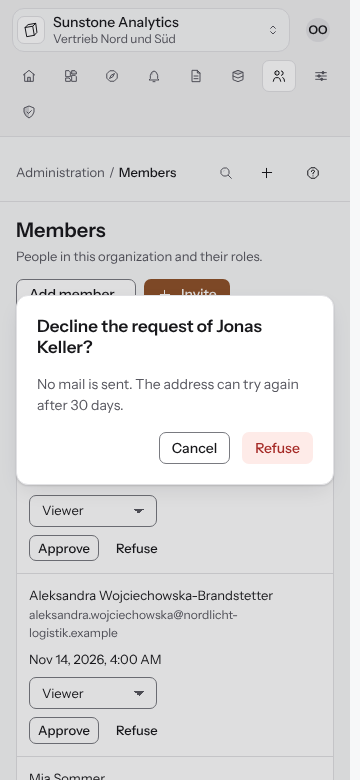 Sunstone Analytics
Vertrieb Nord und Süd
OO
Administration / Members
Members
People in this organization and their roles.
Add member
Invite
Decline the request of Jonas
Keller?
No mail is sent. The address can try again
after 30 days.
Cancel
Refuse
Viewer
Approve
Refuse
Aleksandra Wojciechowska-Brandstetter
aleksandra.wojciechowska@nordlicht-
logistik.example
Nov 14, 2026, 4:00 AM
Viewer
Approve
Refuse
Mia Sommer